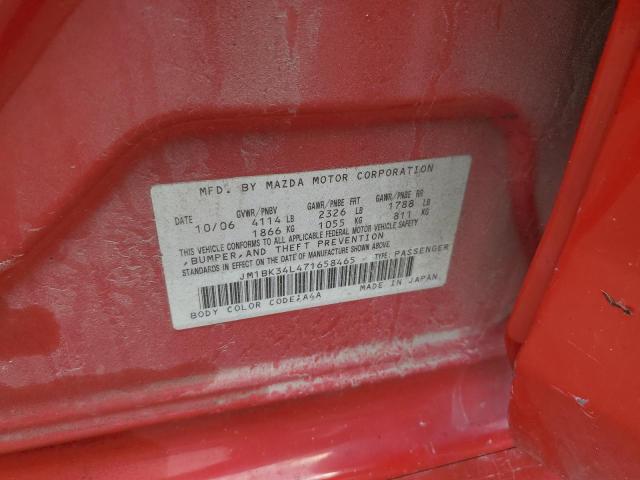 MFD. BY MAZDA MOTOR CORPORATION
DATE GVWR/PNBV GAWR/PNBE FRT GAWR/PNBE RR
10/06 4114 LB 2326 LB 1788 LB
1866 KG 1055 KG 811 KG
THIS VEHICLE CONFORMS TO ALL APPLICABLE FEDERAL MOTOR VEHICLE SAFETY
,BUMPER,AND THEFT PREVENTION
STANDARDS IN EFFECT ON THE DATE OF MANUFACTURE SHOWN ABOVE.
JM1BK34L471658465 TYPE: PASSENGER
BODY COLOR CODE:A4A MADE IN JAPAN